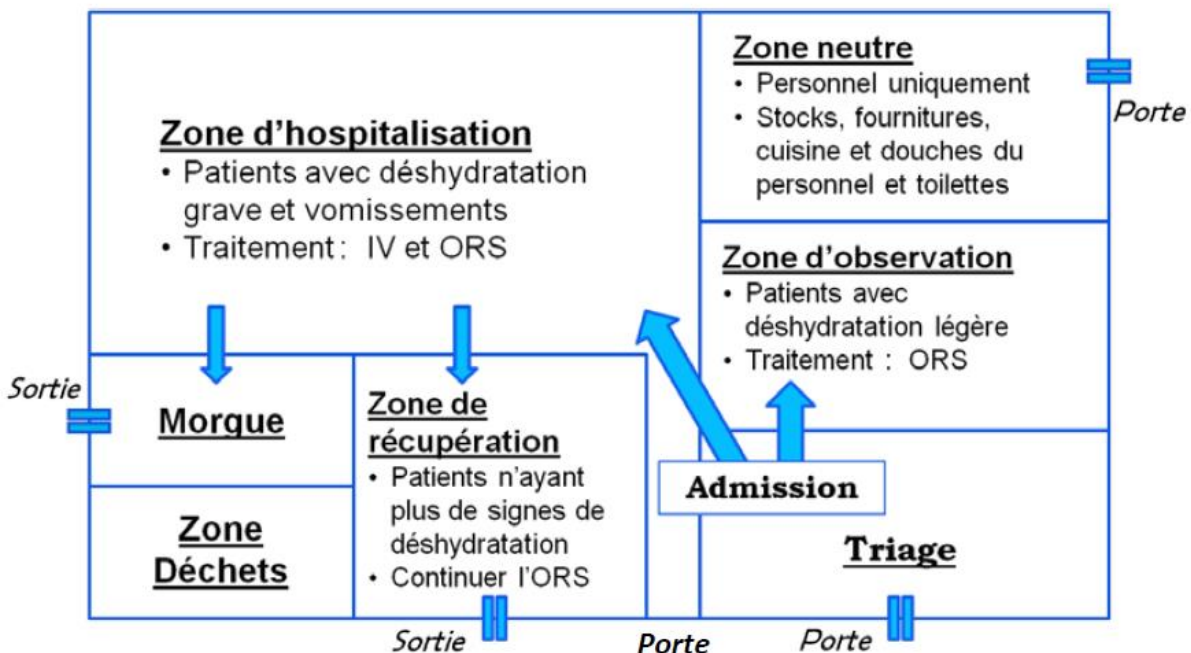 Zone d'hospitalisation
• Patients avec déshydratation
grave et vomissements
• Traitement : IV et ORS
Zone neutre
• Personnel uniquement
• Stocks, fournitures,
cuisine et douches du
personnel et toilettes
Porte
Zone d'observation
• Patients avec
déshydratation légère
• Traitement : ORS
Sortie
Morgue
Zone
Déchets
Zone de
récupération
• Patients n'ayant
plus de signes de
déshydratation
• Continuer l'ORS
Admission
Triage
Sortie
Porte
Porte